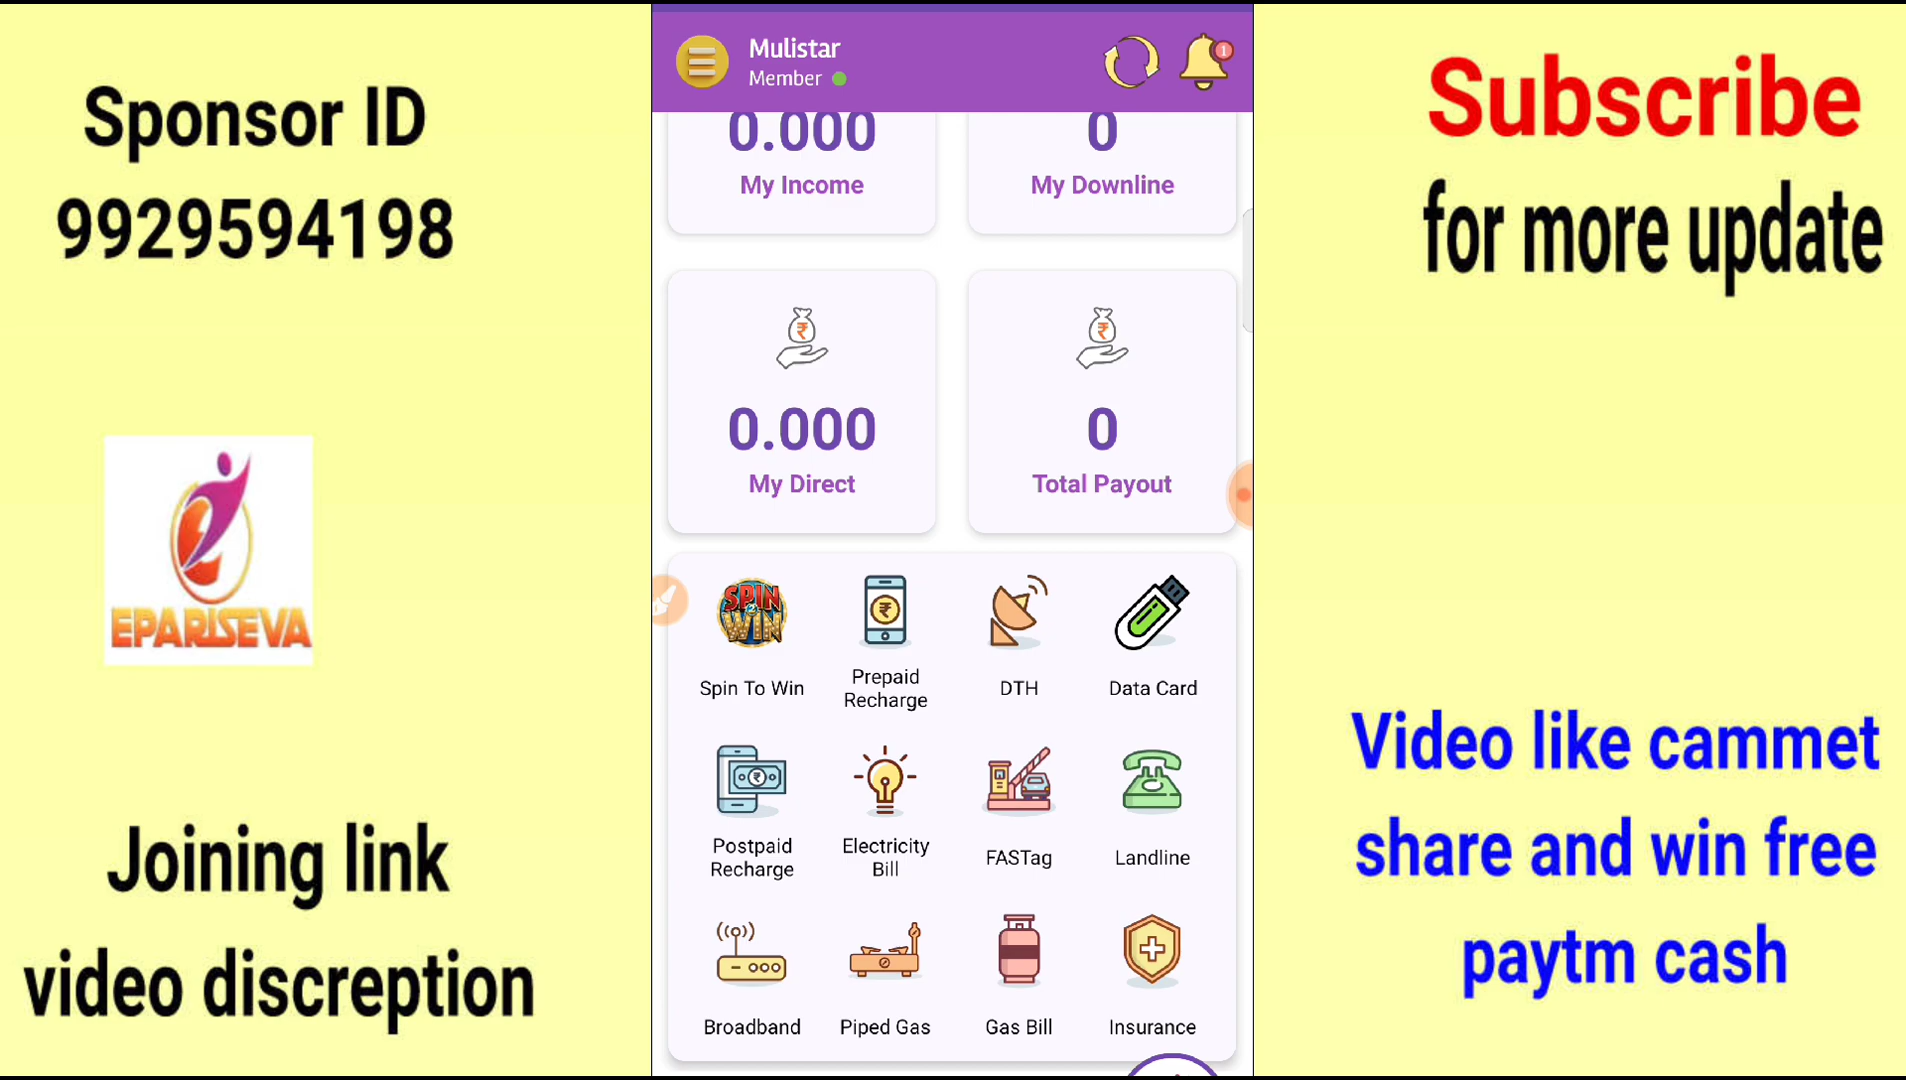 Sponsor ID
9929594198
EPARISEVA
Joining link
video discreption
Mulistar
Member
1
0.000
0
My Income
My Downline
₹
₹
0.000
0
My Direct
Total Payout
SPIN
2
WIN
₹
Spin To Win
Prepaid
Recharge
DTH
Data Card
₹
Postpaid
Recharge
Electricity
Bill
FASTag
Landline
Broadband
Piped Gas
Gas Bill
Insurance
Subscribe
for more update
Video like cammet
share and win free
paytm cash